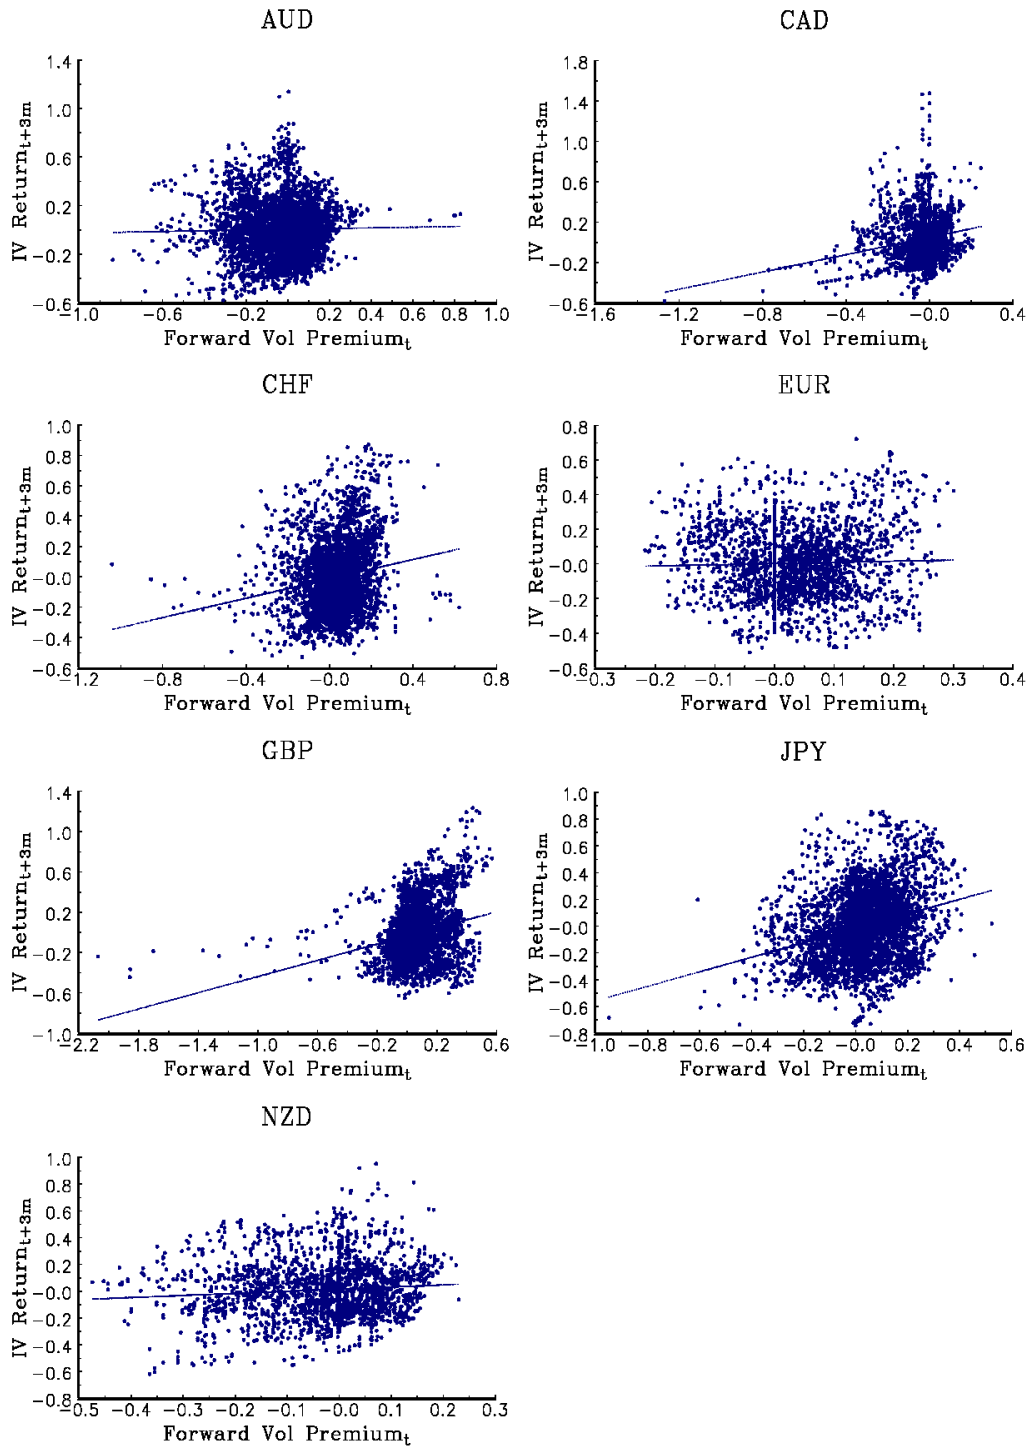 AUD
1.4
1.0
0.6
0.2
−0.2
−0.6
IV Return t+3m
−1.0 −0.6 −0.2 0.2 0.6 1.0
Forward Vol Premium t
CAD
1.8
1.4
1.0
0.6
0.2
−0.2
−0.6
IV Return t+3m
−1.6 −1.2 −0.8 −0.4 −0.0 0.4
Forward Vol Premium t
CHF
1.0
0.8
0.6
0.4
0.2
−0.0
−0.2
−0.4
−0.6
IV Return t+3m
−1.2 −0.8 −0.4 −0.0 0.4 0.8
Forward Vol Premium t
EUR
0.8
0.6
0.4
0.2
−0.0
−0.2
−0.4
−0.6
IV Return t+3m
−0.3 −0.2 −0.1 −0.0 0.1 0.2 0.3 0.4
Forward Vol Premium t
GBP
1.4
1.0
0.6
0.2
−0.2
−0.6
−1.0
IV Return t+3m
−2.2 −1.8 −1.4 −1.0 −0.6 −0.2 0.2 0.6
Forward Vol Premium t
JPY
1.0
0.8
0.6
0.4
0.2
−0.0
−0.2
−0.4
−0.6
−0.8
IV Return t+3m
−1.0 −0.8 −0.6 −0.4 −0.2 −0.0 0.2 0.4 0.6
Forward Vol Premium t
NZD
1.0
0.8
0.6
0.4
0.2
−0.0
−0.2
−0.4
−0.6
−0.8
IV Return t+3m
−0.5 −0.4 −0.3 −0.2 −0.1 −0.0 0.1 0.2 0.3
Forward Vol Premium t